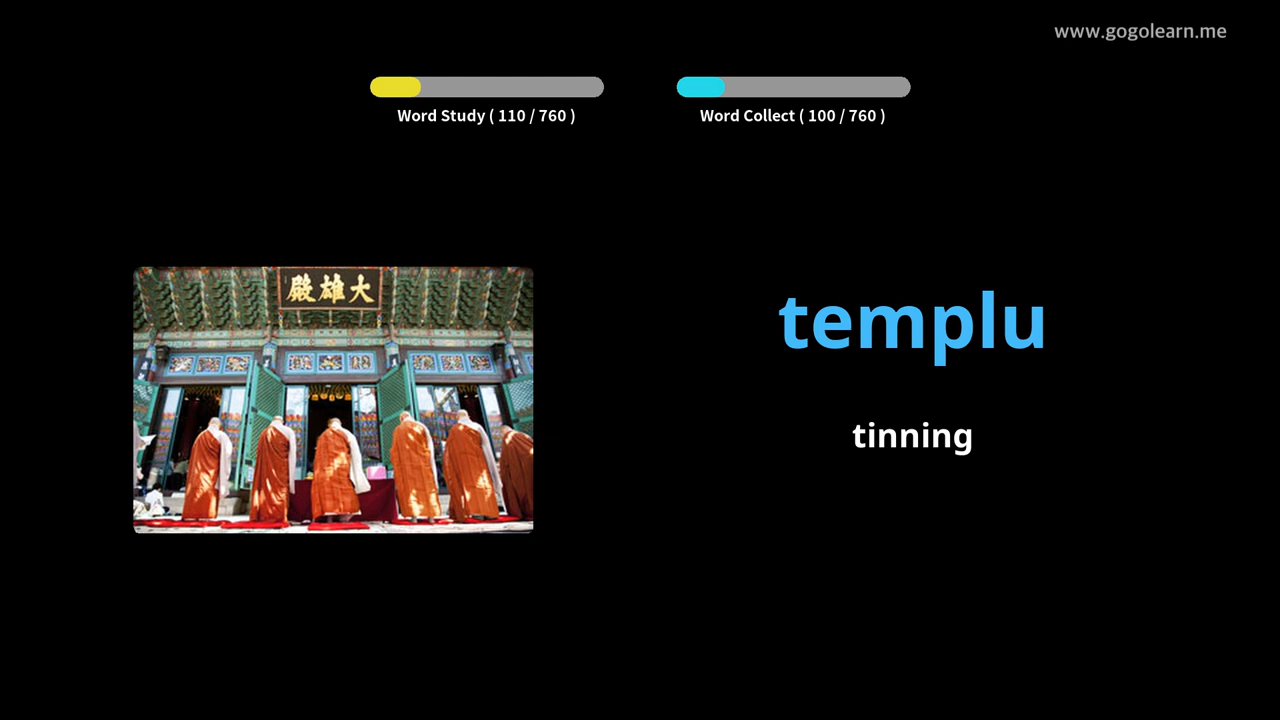 www.gogolearn.me
Word Study ( 110 / 760 )
Word Collect ( 100 / 760 )
殿雄大
templu
tinning